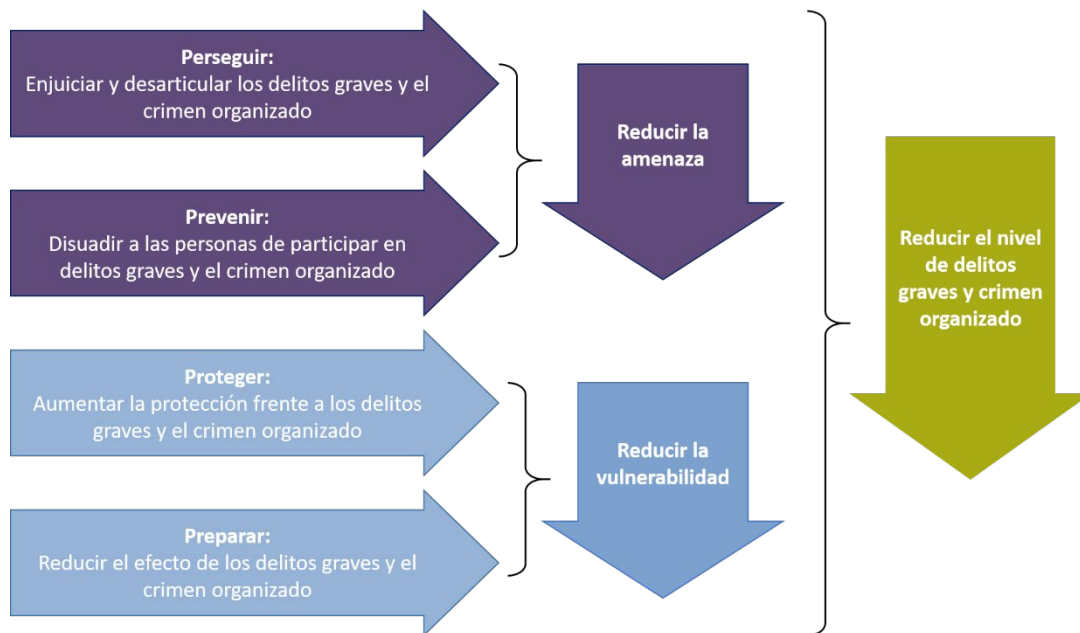 Perseguir:
Enjuiciar y desarticular los delitos graves y el
crimen organizado
Prevenir:
Disuadir a las personas de participar en
delitos graves y el crimen organizado
Reducir la
amenaza
Proteger:
Aumentar la protección frente a los delitos
graves y el crimen organizado
Preparar:
Reducir el efecto de los delitos graves y el
crimen organizado
Reducir la
vulnerabilidad
Reducir el nivel
de delitos
graves y crimen
organizado